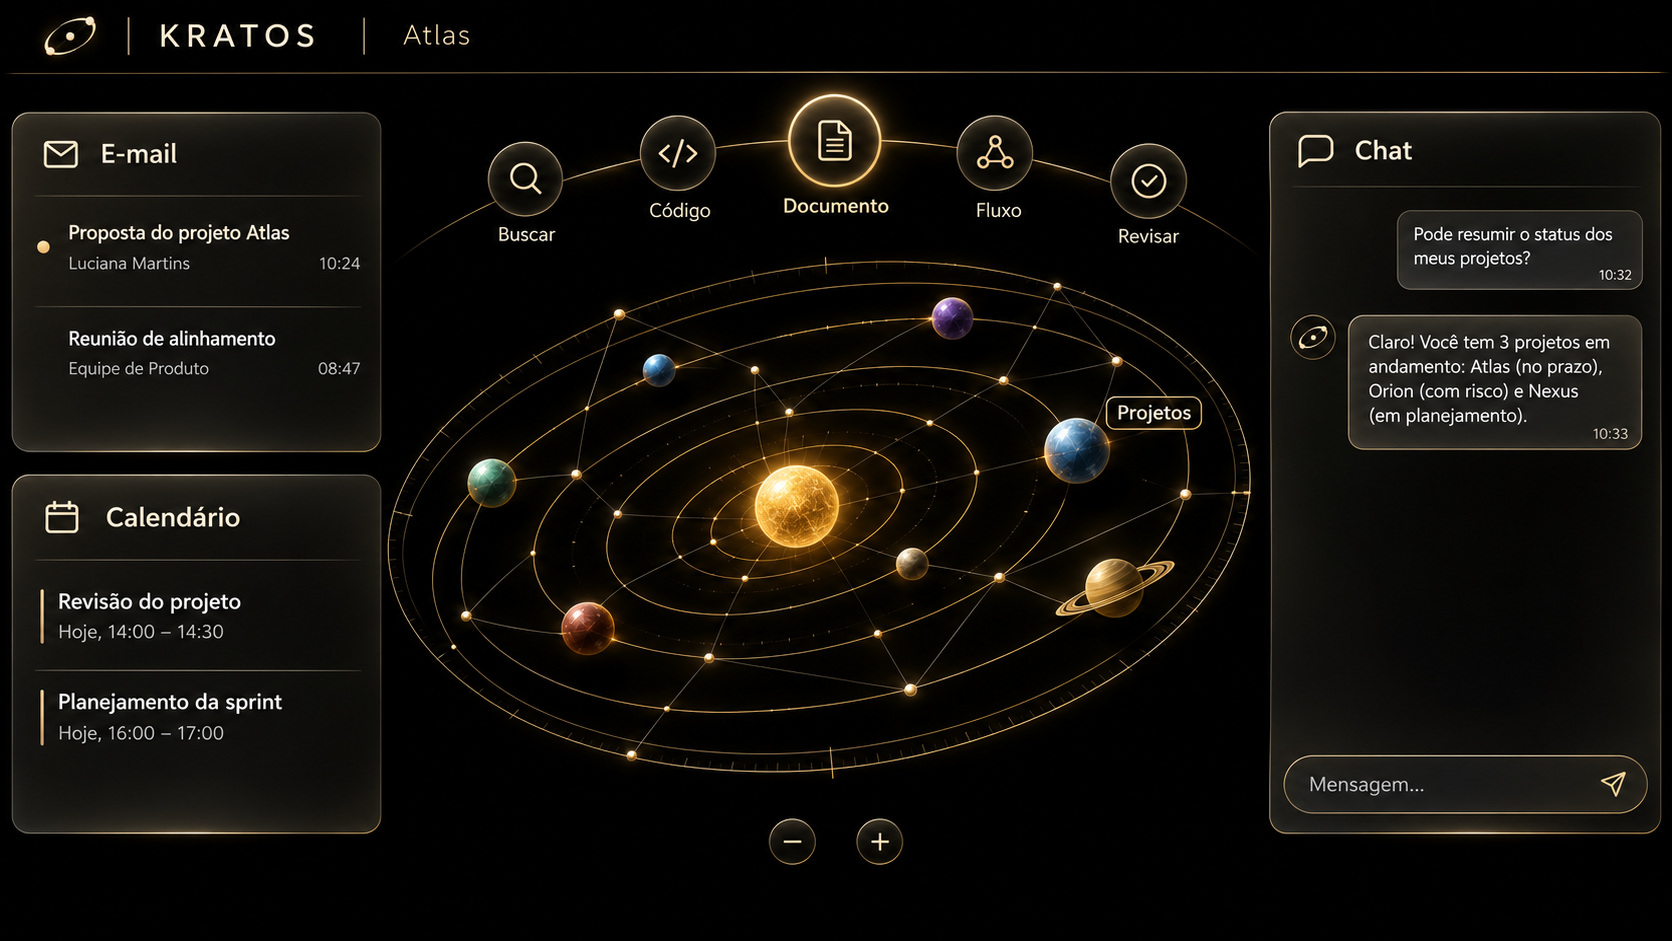 KRATOS
Atlas
E-mail
Proposta do projeto Atlas
Luciana Martins
10:24
Reunião de alinhamento
Equipe de Produto
08:47
Calendário
Revisão do projeto
Hoje, 14:00 – 14:30
Planejamento da sprint
Hoje, 16:00 – 17:00
Buscar
Código
Documento
Fluxo
Revisar
Projetos
Chat
Pode resumir o status dos
meus projetos?
10:32
Claro! Você tem 3 projetos em
andamento: Atlas (no prazo),
Orion (com risco) e Nexus
(em planejamento).
10:33
Mensagem...